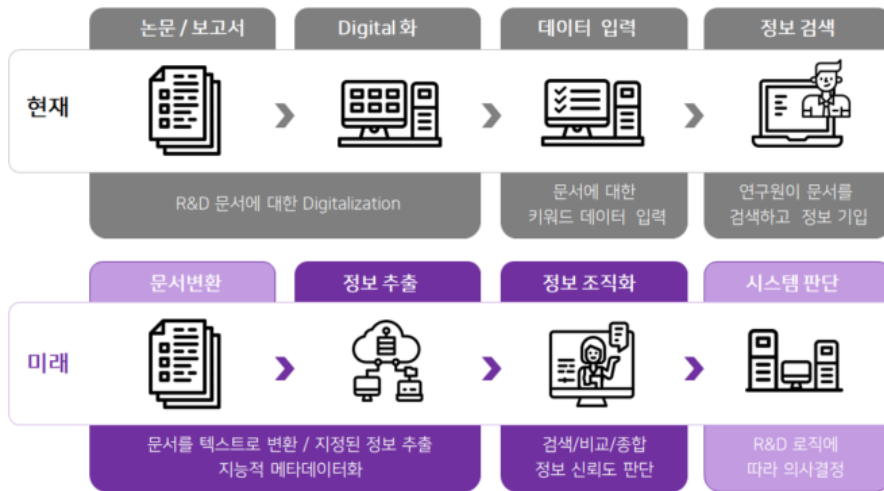 논문 / 보고서
Digital 화
데이터 입력
정보 검색
현재
R&D 문서에 대한 Digitalization
문서에 대한
키워드 데이터 입력
연구원이 문서를
검색하고 정보 기입
문서변환
정보 추출
정보 조직화
시스템 판단
미래
문서를 텍스트로 변환 / 지정된 정보 추출
지능적 메타데이터화
검색/비교/종합
정보 신뢰도 판단
R&D 로직에
따라 의사결정